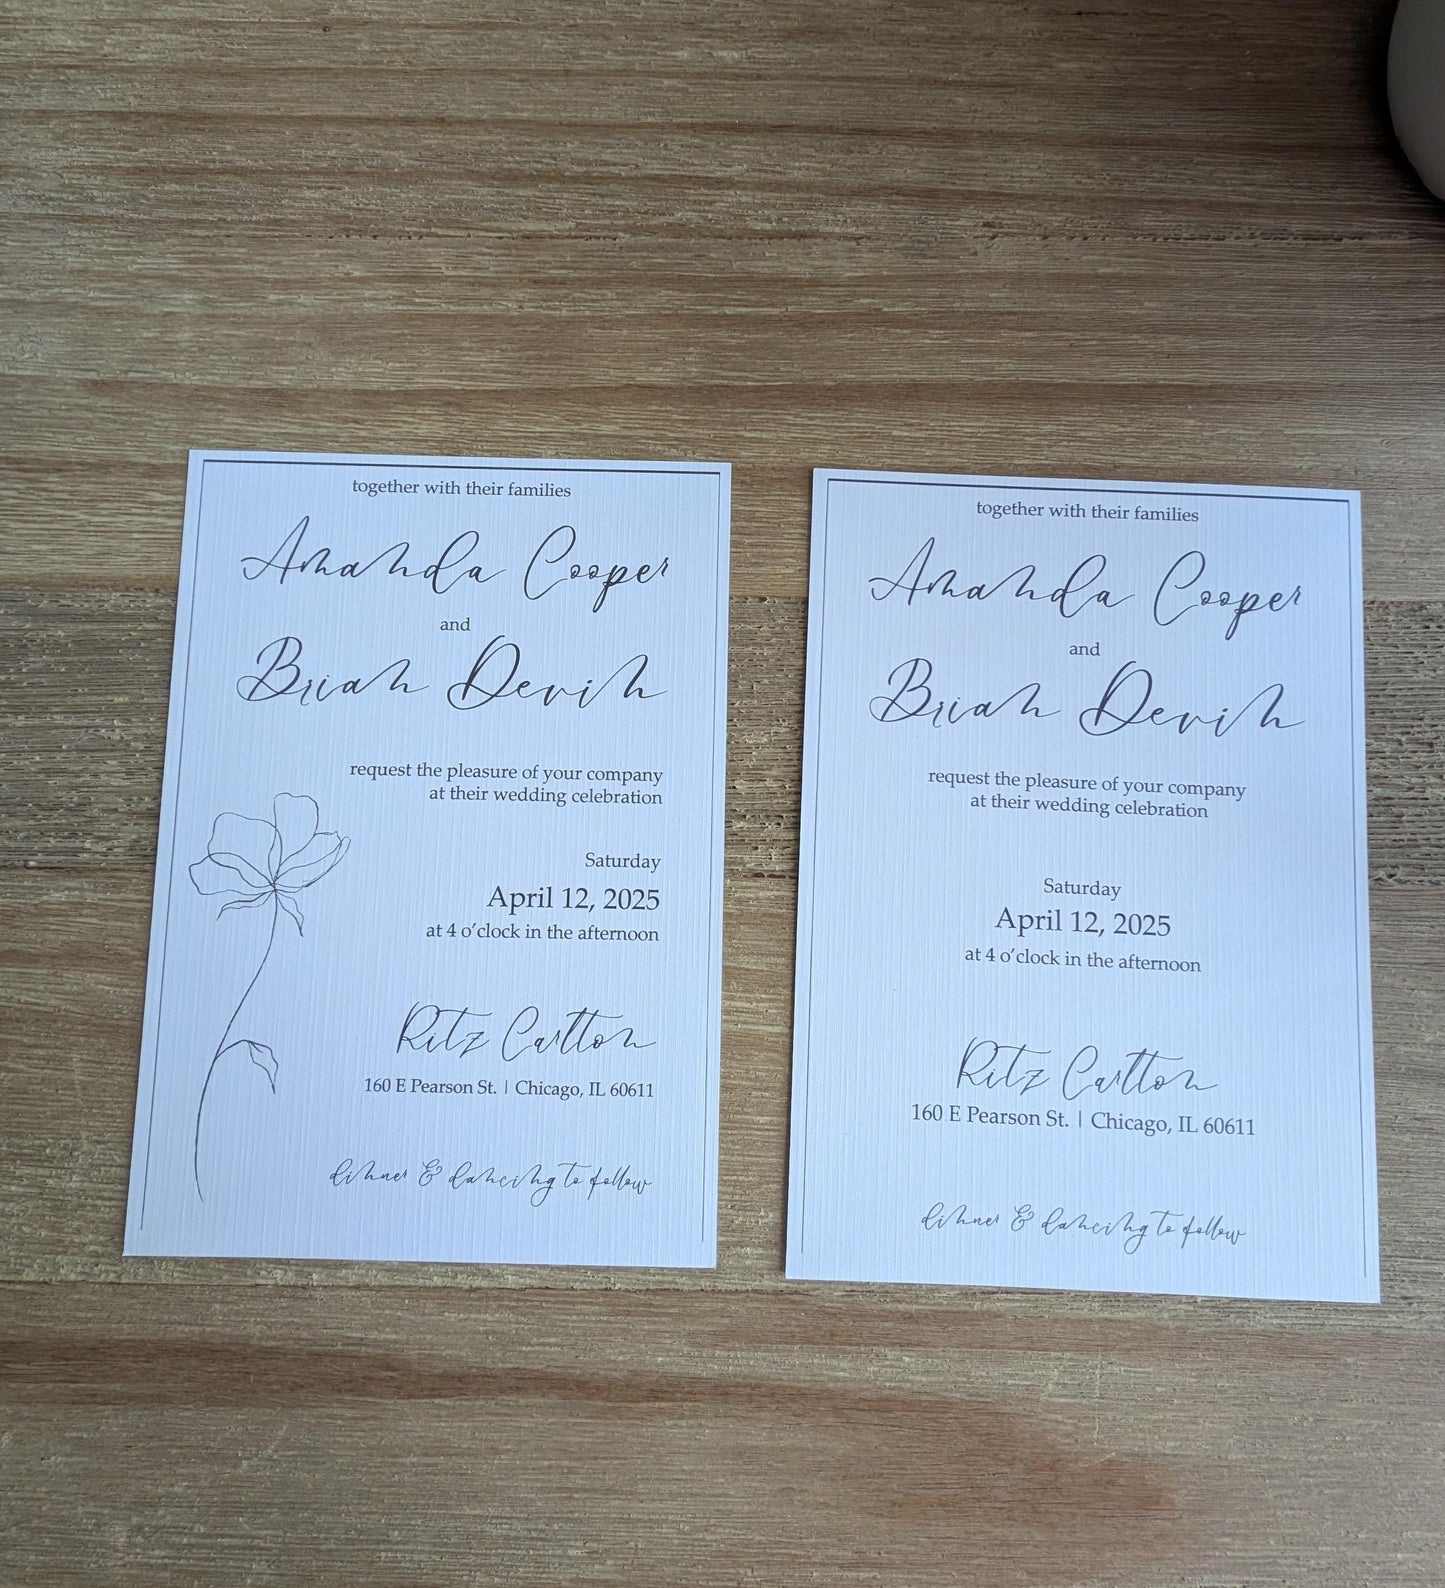 together with their families
Amanda Cooper
and
Brian Devin
request the pleasure of your company
at their wedding celebration
Saturday
April 12, 2025
at 4 o'clock in the afternoon
Ritz Carlton
160 E Pearson St. | Chicago, IL 60611
dinner & dancing to follow
together with their families
Amanda Cooper
and
Brian Devin
request the pleasure of your company
at their wedding celebration
Saturday
April 12, 2025
at 4 o'clock in the afternoon
Ritz Carlton
160 E Pearson St. | Chicago, IL 60611
dinner & dancing to follow